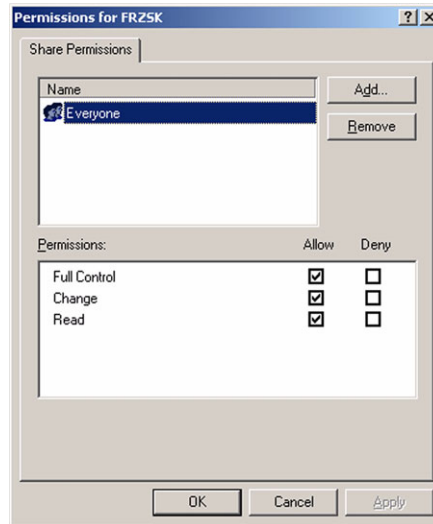 Permissions for FRZSK
Share Permissions
Name
Everyone
Add...
Remove
Permissions: Allow Deny
Full Control
Change
Read
OK Cancel Apply